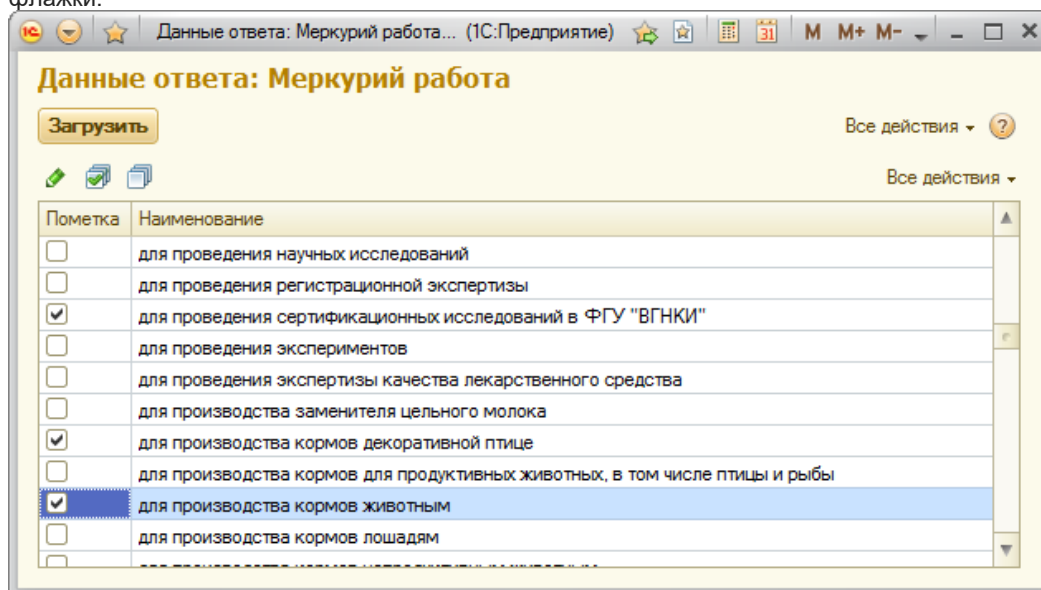 флажки.
Данные ответа: Меркурий работа... (1С:Предприятие) 31 M M+ M-
Данные ответа: Меркурий работа
Загрузить Все действия ?
Все действия
Пометка Наименование
для проведения научных исследований
для проведения регистрационной экспертизы
для проведения сертификационных исследований в ФГУ "ВГНКИ"
для проведения экспериментов
для проведения экспертизы качества лекарственного средства
для производства заменителя цельного молока
для производства кормов декоративной птице
для производства кормов для продуктивных животных, в том числе птицы и рыбы
для производства кормов животным
для производства кормов лошадям